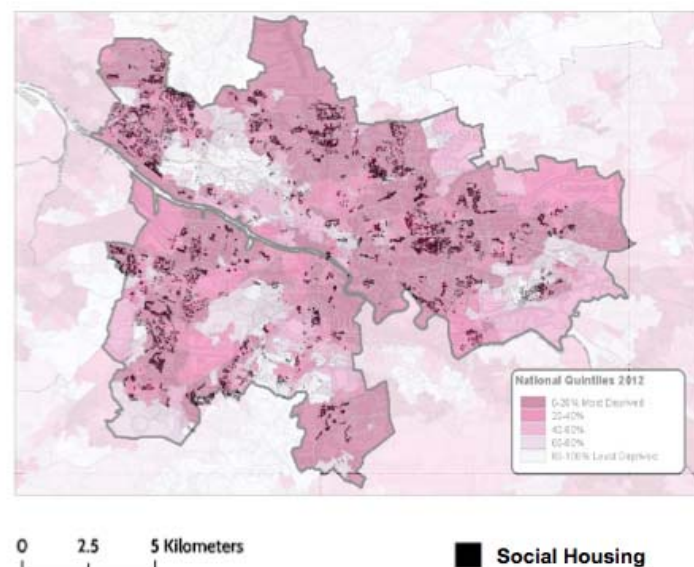 National Quintiles 2012
0-20% Most Deprived
20-40%
40-60%
60-80%
80-100% Least Deprived
0 2.5 5 Kilometers
Social Housing